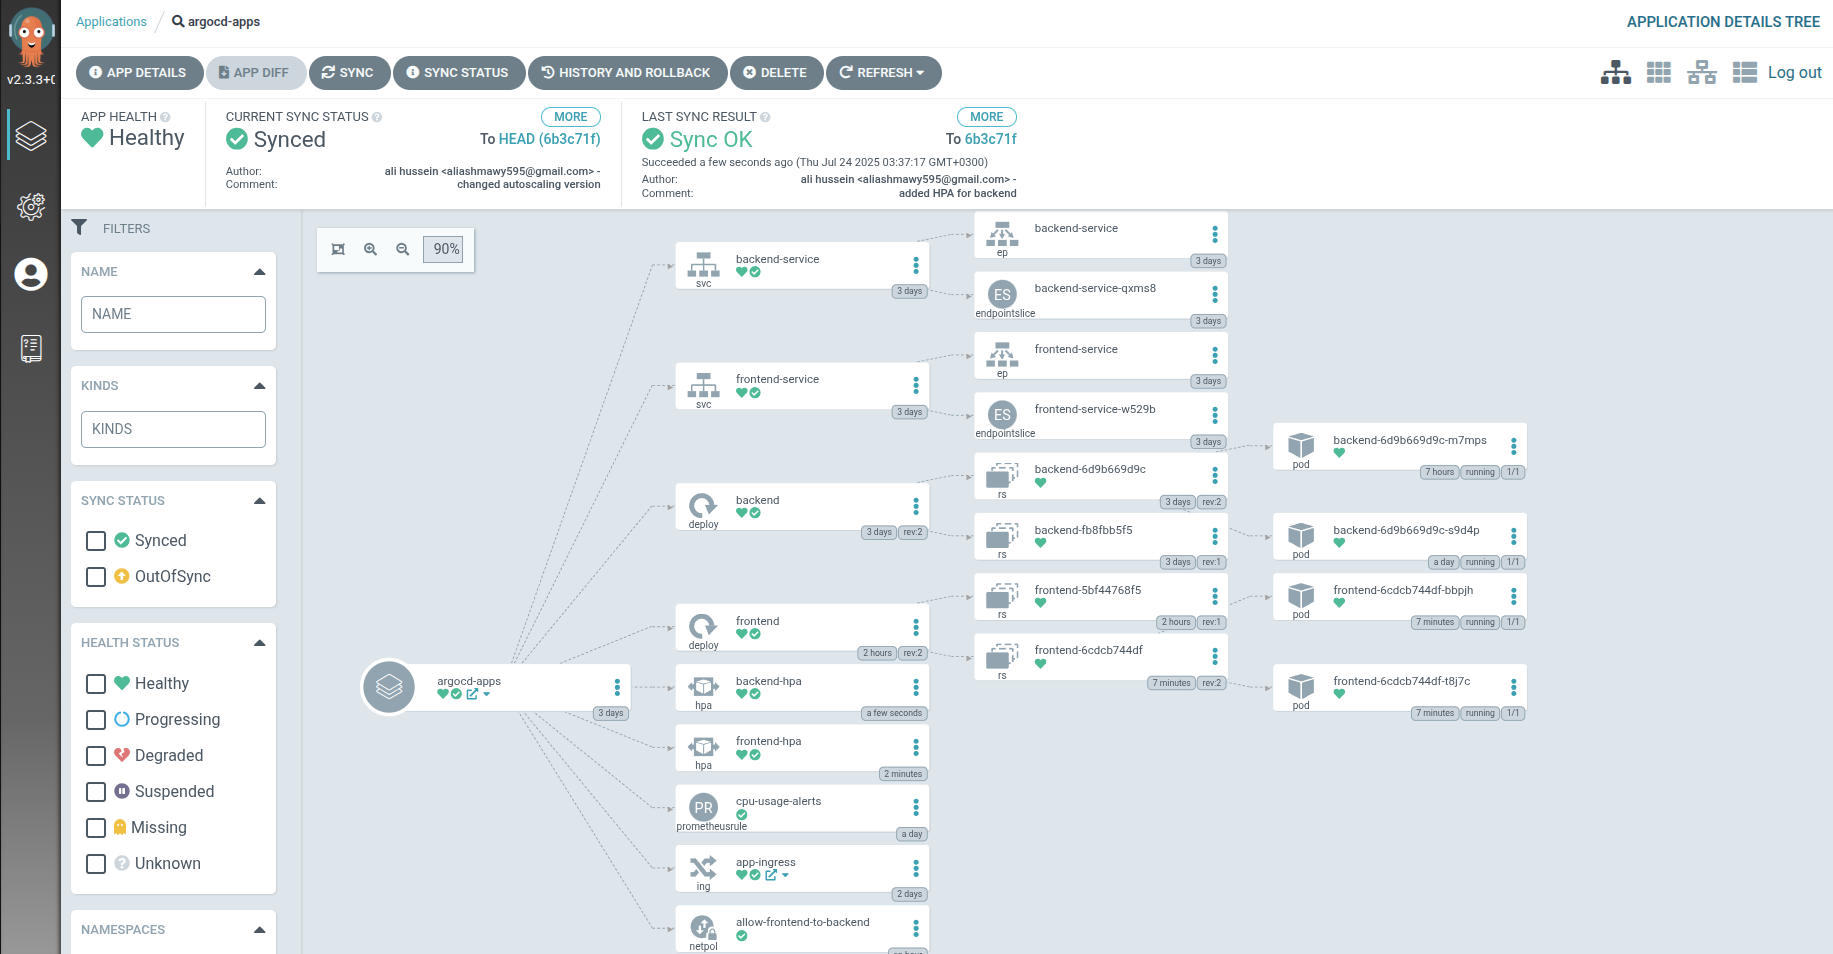 Applications
argocd-apps
APPLICATION DETAILS TREE
v2.3.3+
APP DETAILS
APP DIFF
SYNC
SYNC STATUS
HISTORY AND ROLLBACK
DELETE
REFRESH
Log out
APP HEALTH
Healthy
CURRENT SYNC STATUS
MORE
Synced
To HEAD (6b3c71f)
Author: ali hussein <aliashmawy595@gmail.com> -
Comment: changed autoscaling version
LAST SYNC RESULT
MORE
Sync OK
To 6b3c71f
Succeeded a few seconds ago (Thu Jul 24 2025 03:37:17 GMT+0300)
Author: ali hussein <aliashmawy595@gmail.com> -
Comment: added HPA for backend
FILTERS
NAME
NAME
KINDS
KINDS
SYNC STATUS
Synced
OutOfSync
HEALTH STATUS
Healthy
Progressing
Degraded
Suspended
Missing
Unknown
NAMESPACES
90%
argocd-apps
3 days
backend-service
svc
3 days
frontend-service
svc
3 days
backend
deploy
3 days rev:2
frontend
deploy
2 hours rev:2
backend-hpa
hpa
a few seconds
frontend-hpa
hpa
2 minutes
PR
cpu-usage-alerts
prometheusrule
a day
app-ingress
ing
2 days
allow-frontend-to-backend
netpol
backend-service
ep
3 days
ES
backend-service-qxms8
endpointslice
3 days
frontend-service
ep
3 days
ES
frontend-service-w529b
endpointslice
3 days
backend-6d9b669d9c
rs
3 days rev:2
backend-fb8fbb5f5
rs
3 days rev:1
frontend-5bf44768f5
rs
2 hours rev:1
frontend-6cdcb744df
rs
7 minutes rev:2
backend-6d9b669d9c-m7mps
pod
7 hours running 1/1
backend-6d9b669d9c-s9d4p
pod
a day running 1/1
frontend-6cdcb744df-bbpjh
pod
7 minutes running 1/1
frontend-6cdcb744df-t8j7c
pod
7 minutes running 1/1